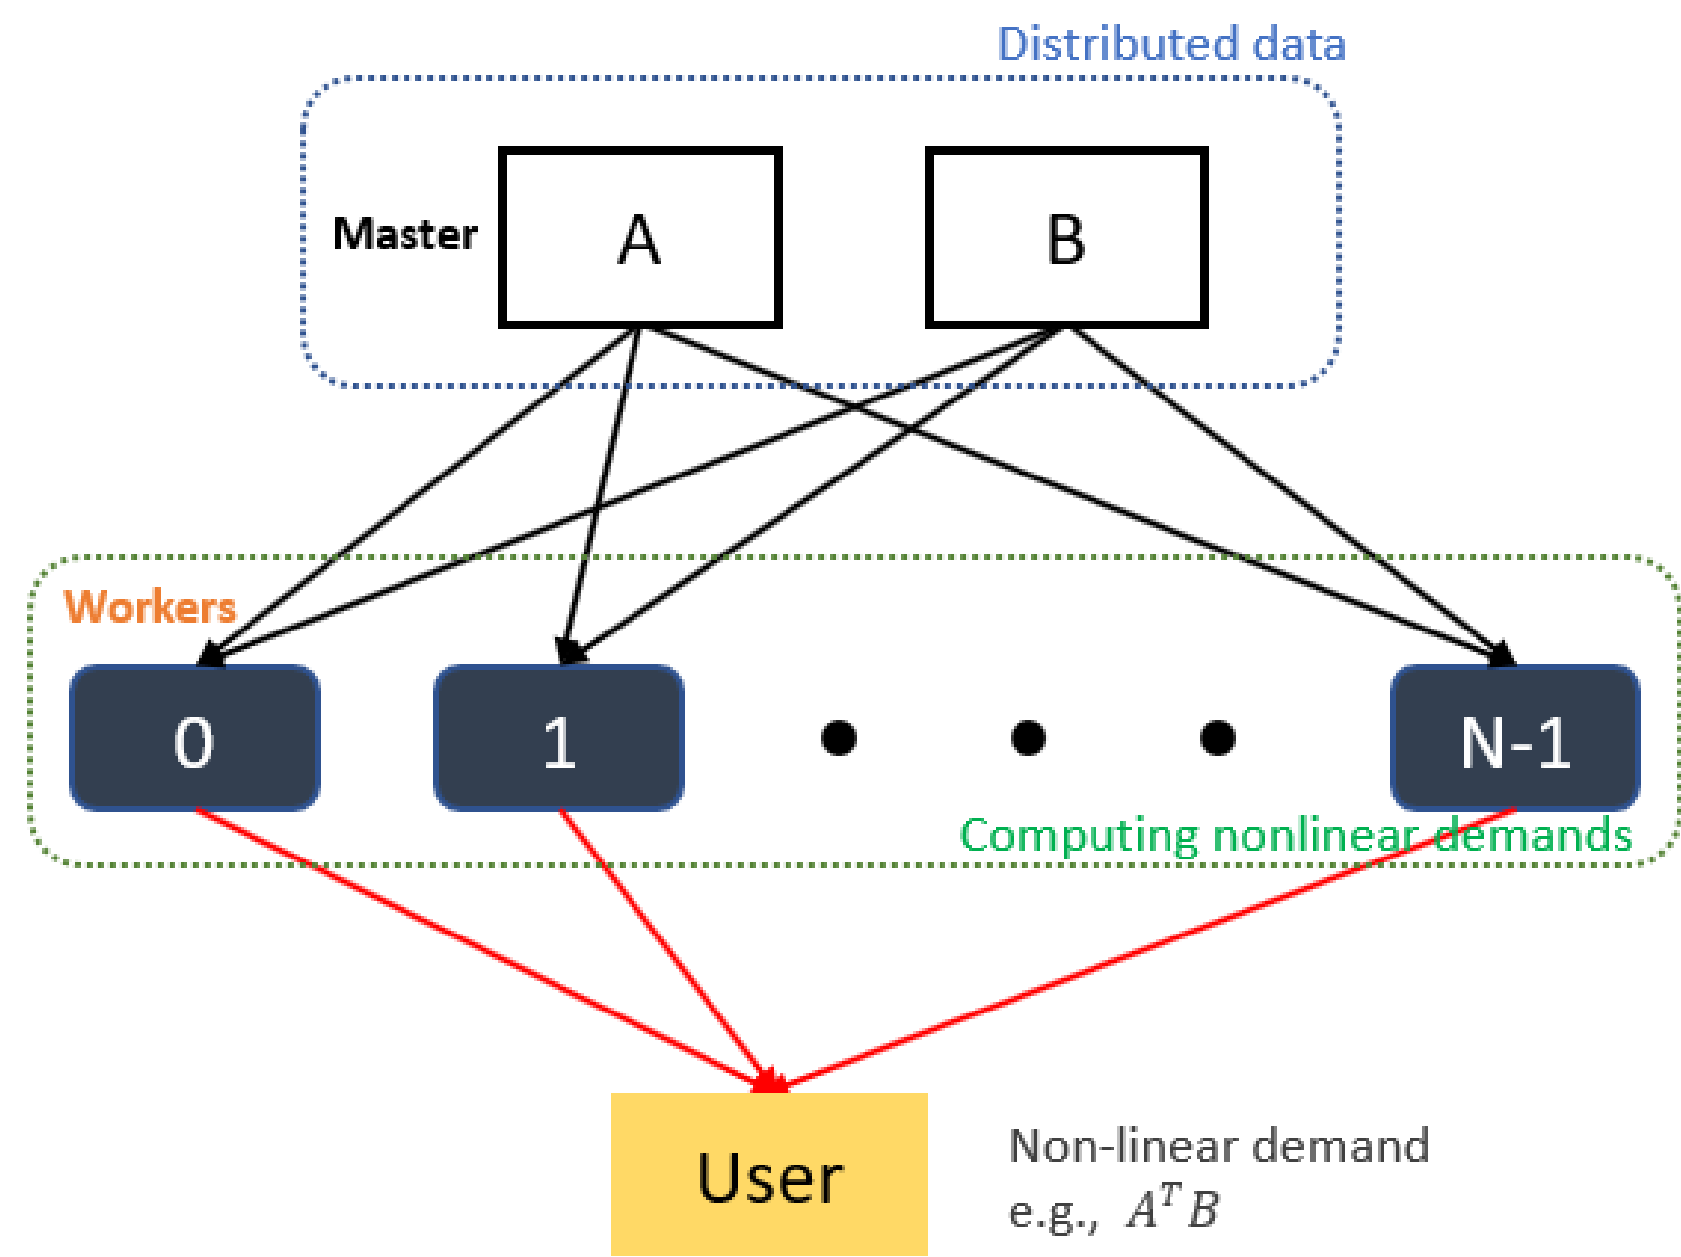 Distributed data
Master
A
B
Workers
0
1
N-1
Computing nonlinear demands
User
Non-linear demand
e.g., $A^T B$